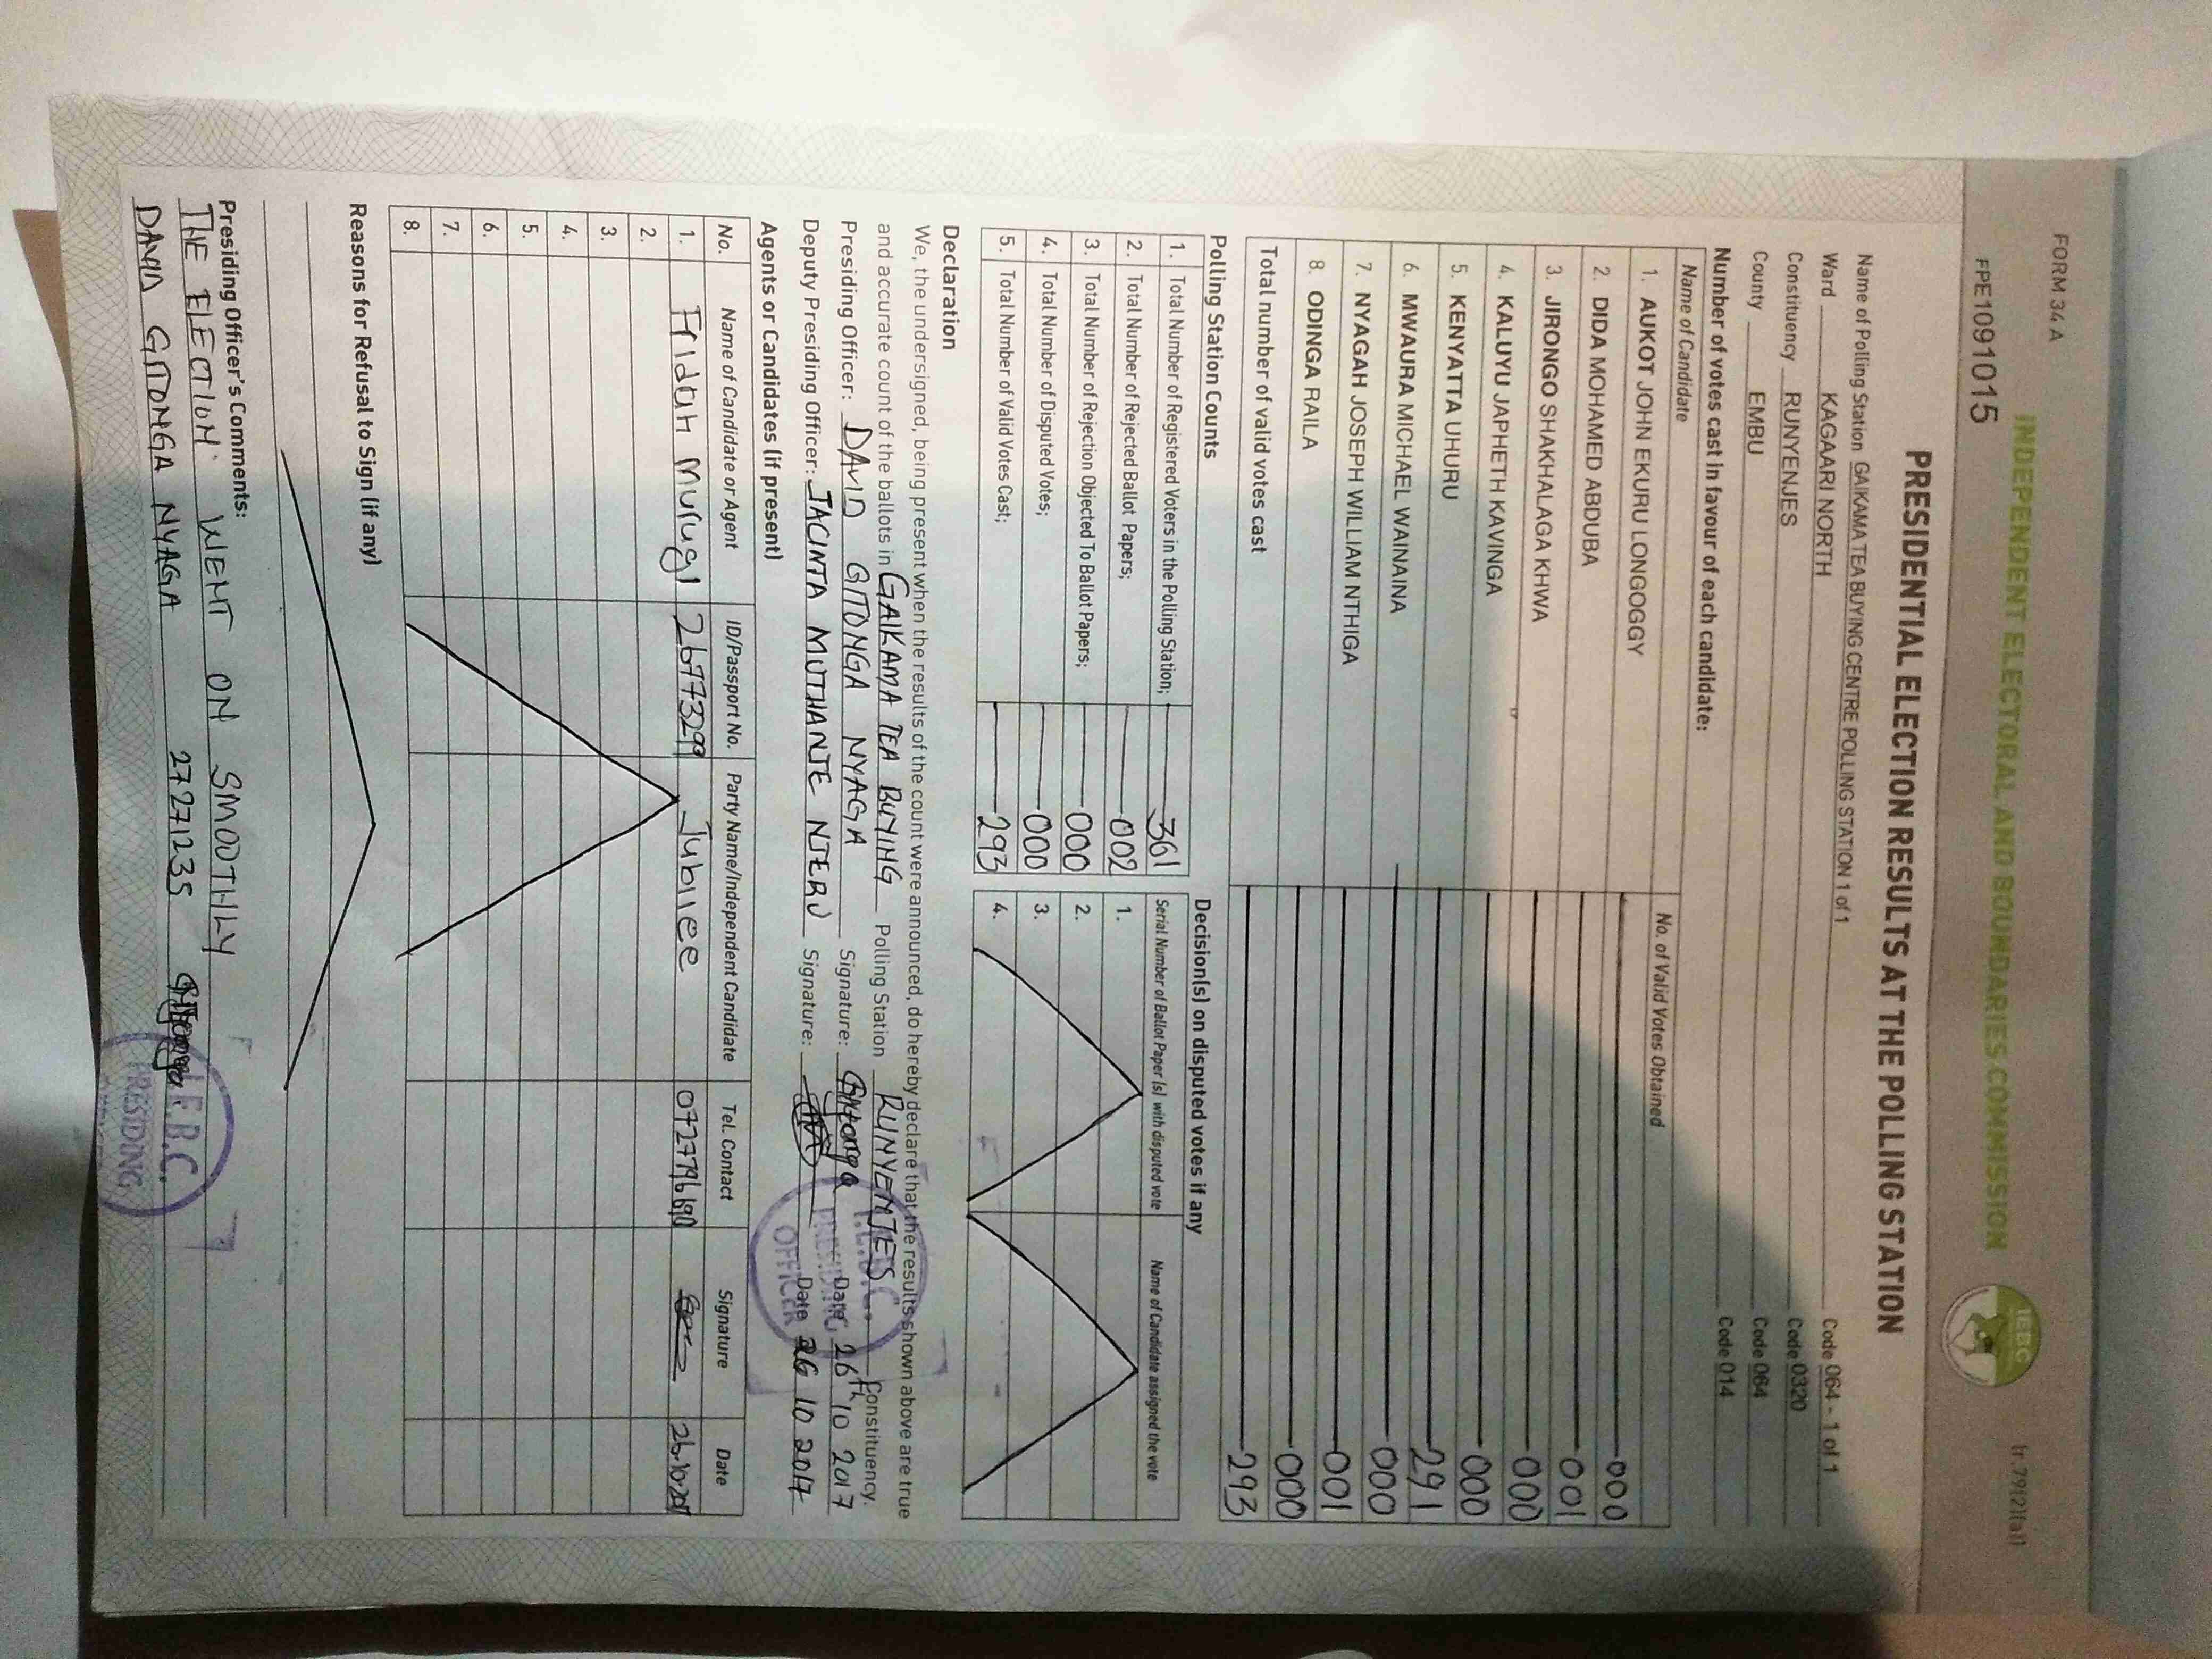 FORM 34 A
Ir 79(2)(a)
INDEPENDENT ELECTORAL AND BOUNDARIES COMMISSION
IEBC
FPE1091015
PRESIDENTIAL ELECTION RESULTS AT THE POLLING STATION
Name of Polling Station GAIKAMA TEA BUYING CENTRE POLLING STATION 1 of 1 Code 064 - 1 of 1
Ward KAGAARI NORTH Code 0320
Constituency RUNYENJES Code 064
County EMBU Code 014
Number of votes cast in favour of each candidate:
Name of Candidate No. of Valid Votes Obtained
1. AUKOT JOHN EKURU LONGOGGY 000
2. DIDA MOHAMED ABDUBA 001
3. JIRONGO SHAKHALAGA KHWA 000
4. KALUYU JAPHETH KAVINGA 000
5. KENYATTA UHURU 291
6. MWAURA MICHAEL WAINAINA 000
7. NYAGAH JOSEPH WILLIAM NTHIGA 001
8. ODINGA RAILA 000
Total number of valid votes cast 293
Polling Station Counts
1. Total Number of Registered Voters in the Polling Station; 361
2. Total Number of Rejected Ballot Papers; 002
3. Total Number of Rejection Objected To Ballot Papers; 000
4. Total Number of Disputed Votes; 000
5. Total Number of Valid Votes Cast; 293
Decision(s) on disputed votes if any
Serial Number of Ballot Paper (s) with disputed vote Name of Candidate assigned the vote
1.
2.
3.
4.
Declaration
We, the undersigned, being present when the results of the count were announced, do hereby declare that the results shown above are true
and accurate count of the ballots in GAIKAMA TEA BUYING Polling Station RUNYENJES Constituency.
Presiding Officer: DAVID GITONGA NYAGA Signature: Gitonga Date 26th 10 2017
Deputy Presiding Officer: JACINTA MUTHANJE NJERU Signature: Date 26 10 2017
I.E.B.C. PRESIDING OFFICER
Agents or Candidates (if present)
No. Name of Candidate or Agent ID/Passport No. Party Name/Independent Candidate Tel. Contact Signature Date
1. Fridah Murugi 26773299 Jubilee 0727796690 26.10.2017
2.
3.
4.
5.
6.
7.
8.
Reasons for Refusal to Sign (if any)
Presiding Officer's Comments:
THE ELECTION WENT ON SMOOTHLY
DAVID GITONGA NYAGA 27271235 Gitonga
I.E.B.C. PRESIDING